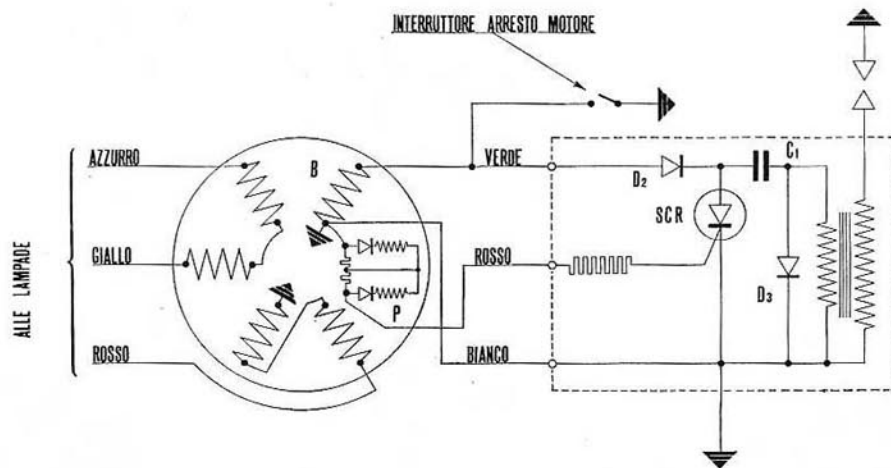 INTERRUTTORE ARRESTO MOTORE
ALLE LAMPADE
AZZURRO
GIALLO
ROSSO
B
P
VERDE
ROSSO
BIANCO
D2
SCR
C1
D3